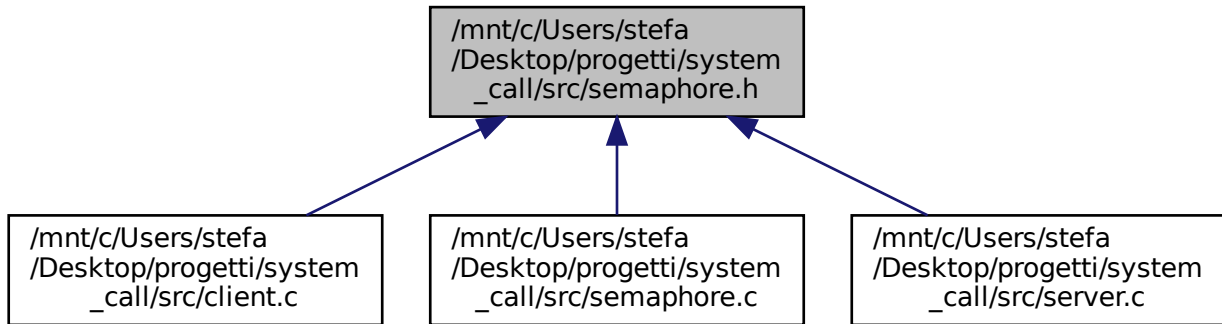 /mnt/c/Users/stefa
/Desktop/progetti/system
_call/src/semaphore.h
/mnt/c/Users/stefa
/Desktop/progetti/system
_call/src/client.c
/mnt/c/Users/stefa
/Desktop/progetti/system
_call/src/semaphore.c
/mnt/c/Users/stefa
/Desktop/progetti/system
_call/src/server.c